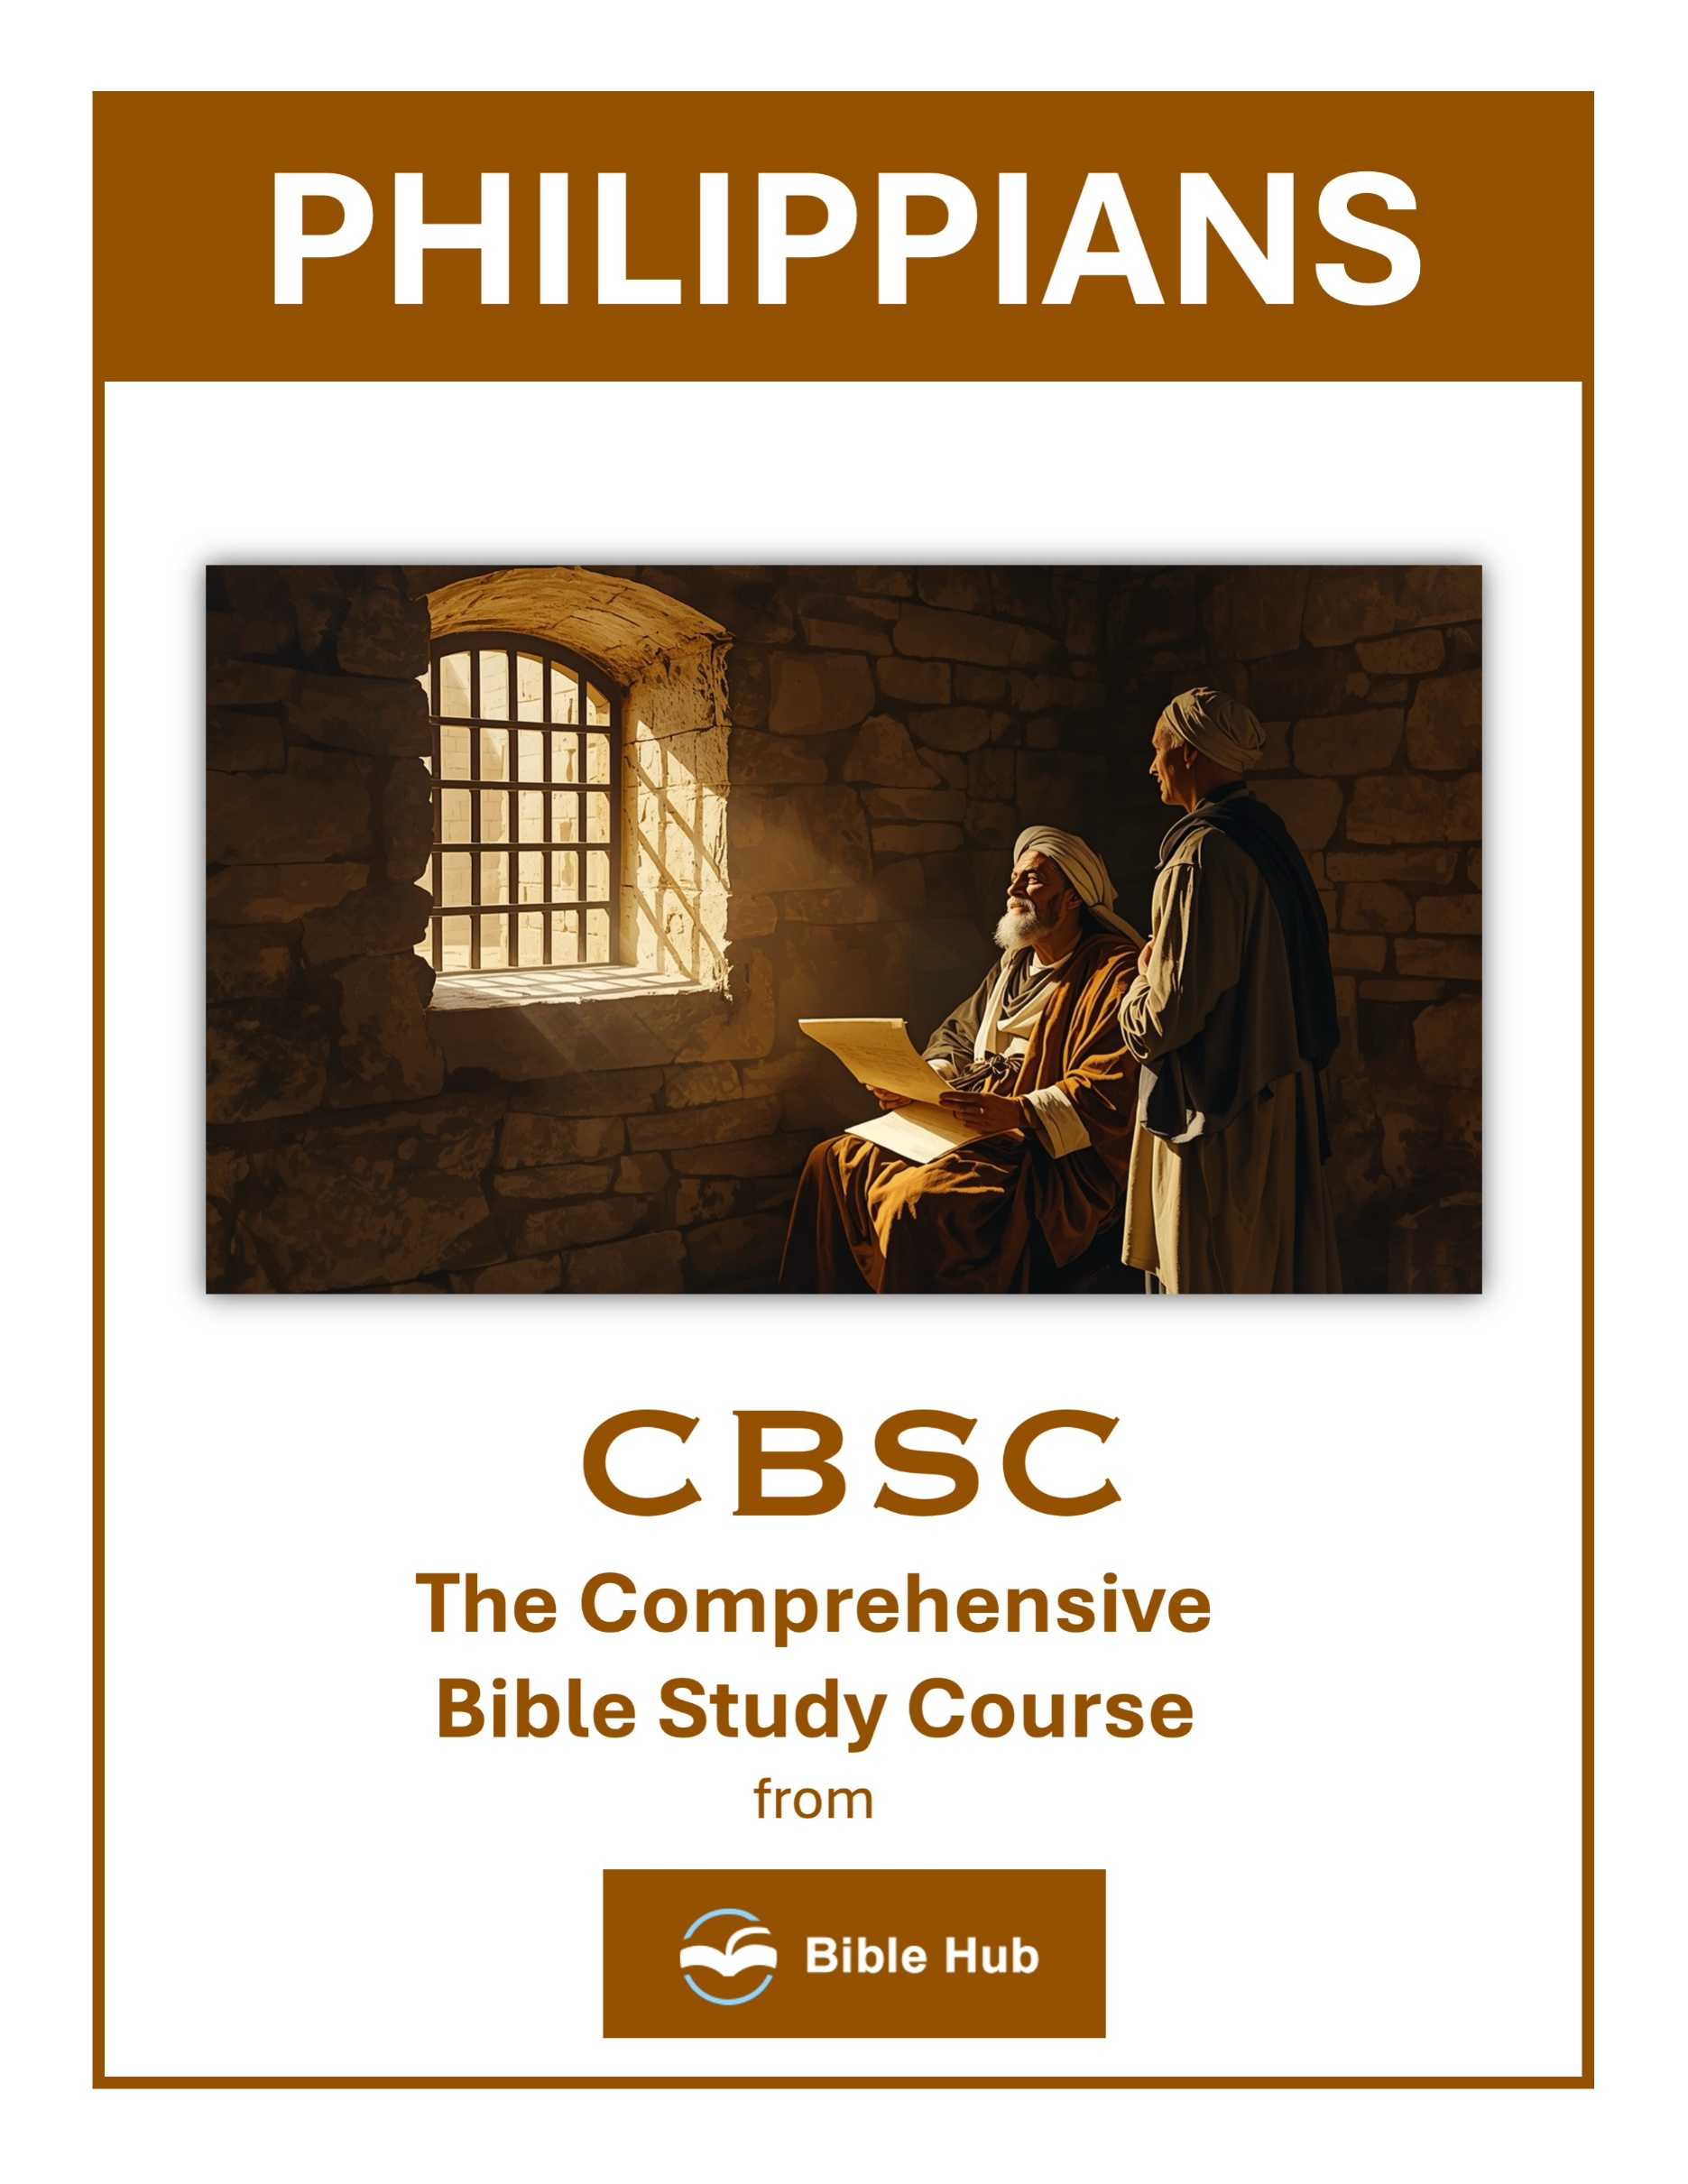 PHILIPPIANS
CBSC
The Comprehensive
Bible Study Course
from
Bible Hub